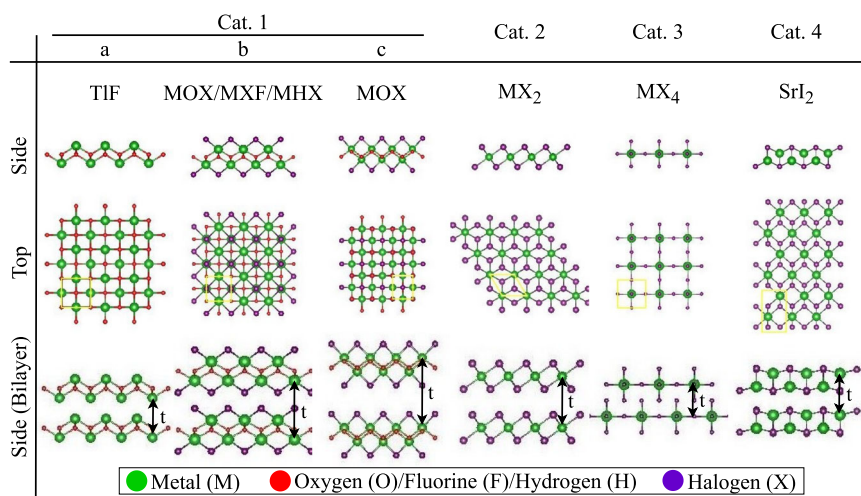 Cat. 1
Cat. 2
Cat. 3
Cat. 4
a
b
c
TlF
MOX/MXF/MHX
MOX
MX2
MX4
SrI2
Side
Top
Side (Bilayer)
t
t
t
t
t
t
Metal (M)
Oxygen (O)/Fluorine (F)/Hydrogen (H)
Halogen (X)